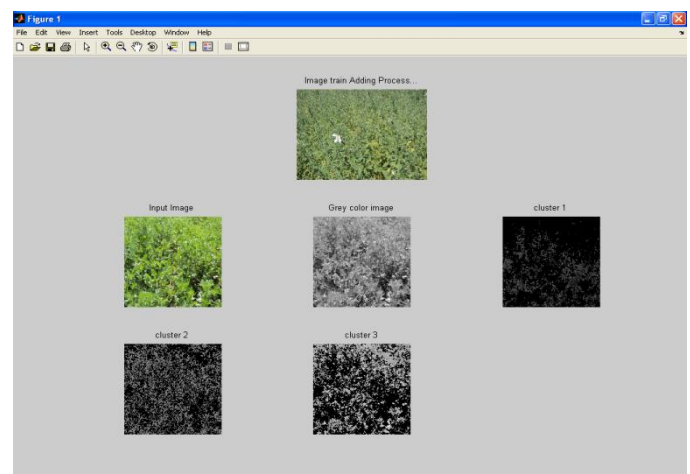 Figure 1
File Edit View Insert Tools Desktop Window Help
Image train Adding Process...
Input Image
Grey color image
cluster 1
cluster 2
cluster 3